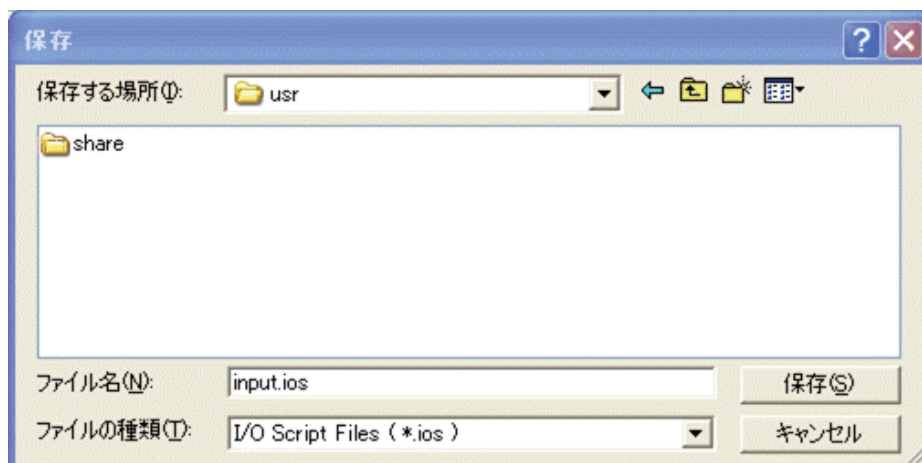 保存
保存する場所(I):
usr
share
ファイル名(N):
input.ios
保存(S)
ファイルの種類(T):
I/O Script Files ( *.ios )
キャンセル